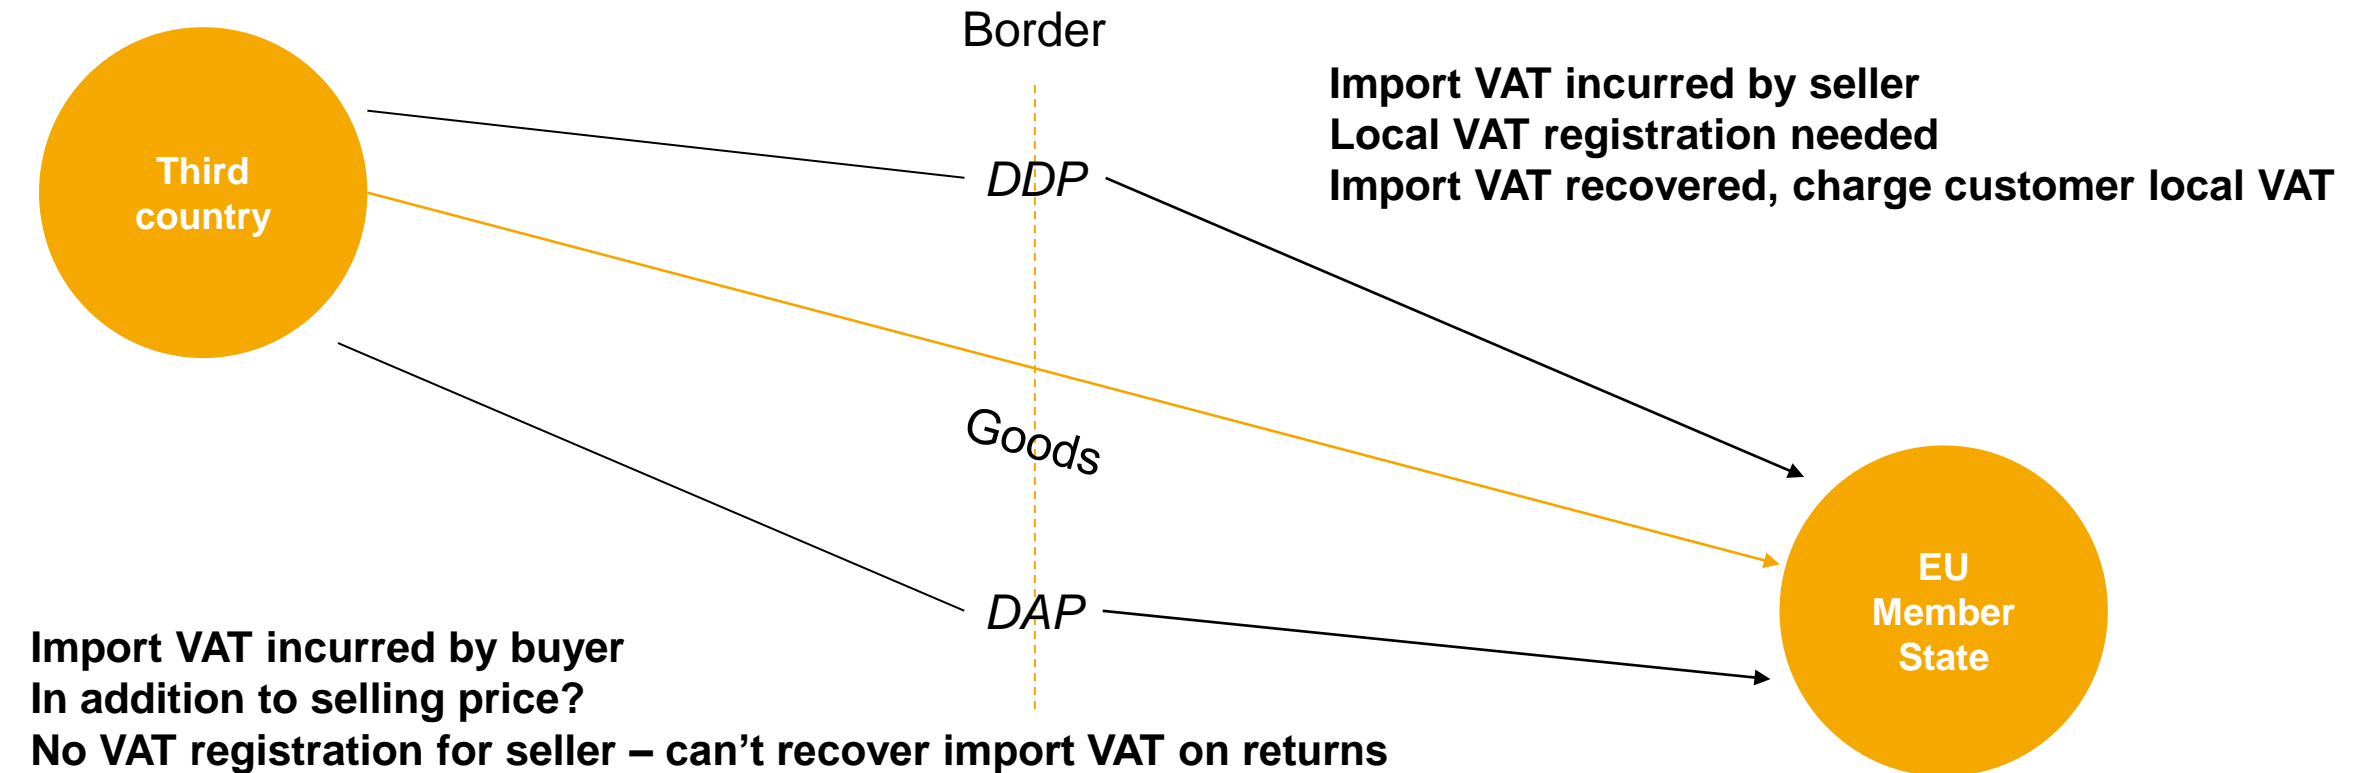 Border
Import VAT incurred by seller
Local VAT registration needed
Import VAT recovered, charge customer local VAT
Third
country
DDP
Goods
EU
Member
State
DAP
Import VAT incurred by buyer
In addition to selling price?
No VAT registration for seller – can’t recover import VAT on returns